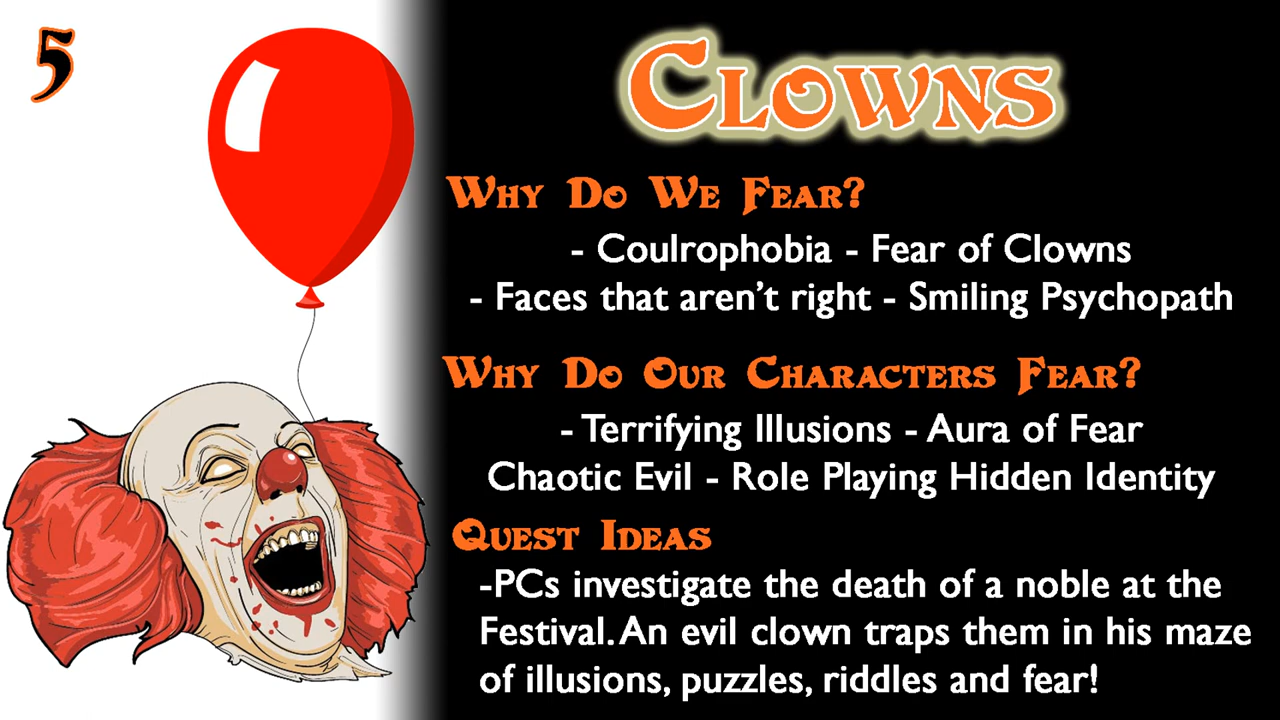 5
Clowns
Why Do We Fear?
- Coulrophobia - Fear of Clowns
- Faces that aren't right - Smiling Psychopath
Why Do Our Characters Fear?
- Terrifying Illusions - Aura of Fear
Chaotic Evil - Role Playing Hidden Identity
Quest Ideas
-PCs investigate the death of a noble at the
Festival. An evil clown traps them in his maze
of illusions, puzzles, riddles and fear!